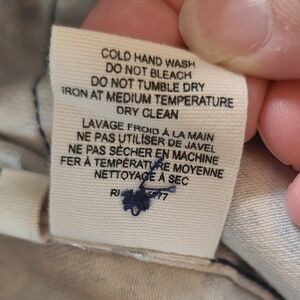 COLD HAND WASH
DO NOT BLEACH
DO NOT TUMBLE DRY
IRON AT MEDIUM TEMPERATURE
DRY CLEAN
LAVAGE FROID A LA MAIN
NE PAS UTILISER DE JAVEL
NE PAS SÉCHER EN MACHINE
FER À TEMPÉRATURE MOYENNE
NETTOYAGE À SEC